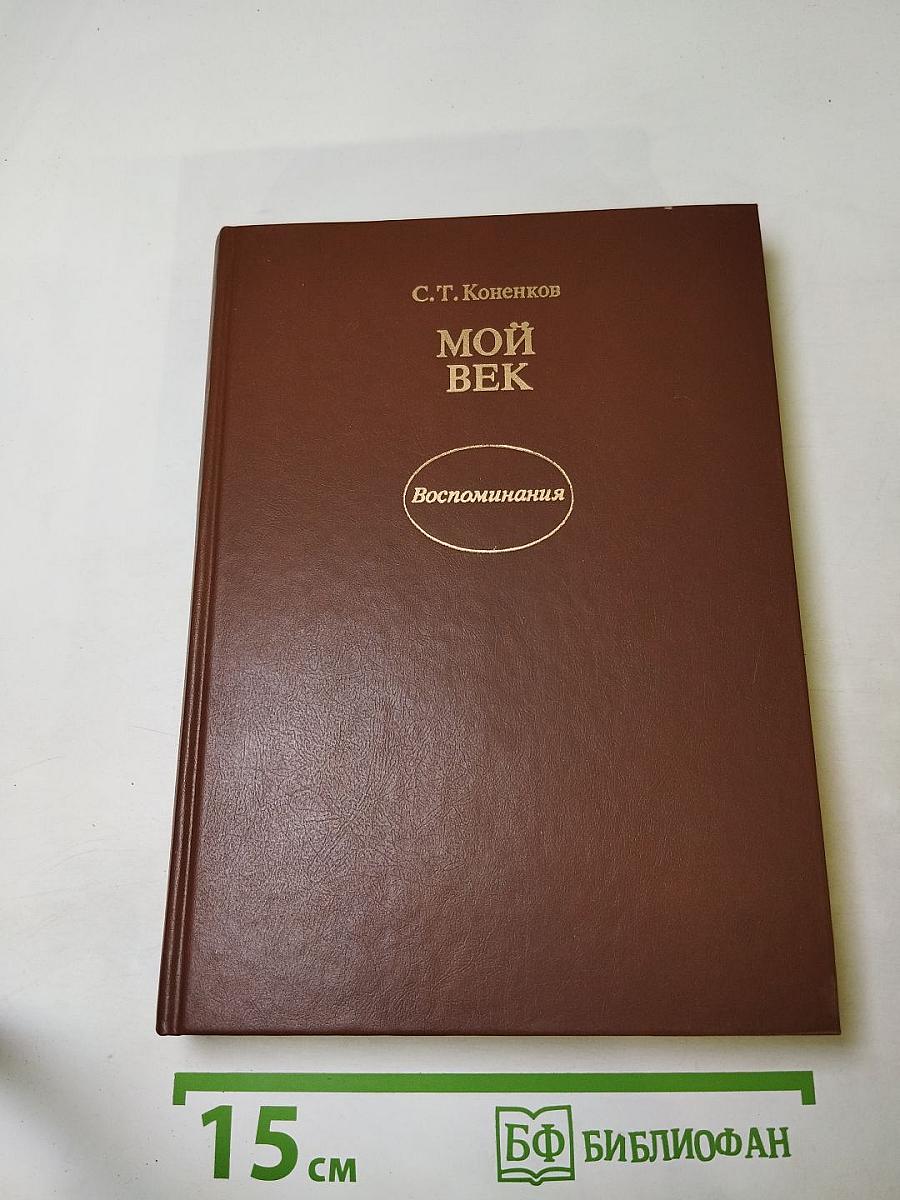 С. Т. Коненков
МОЙ
ВЕК
Воспоминания
15 см
БФ БИБЛИОФАН